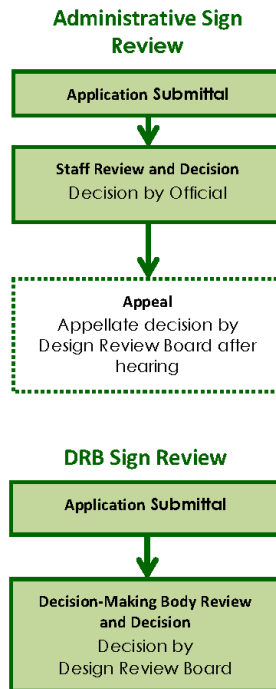 Administrative Sign
Review
Application Submittal
Staff Review and Decision
Decision by Official
Appeal
Appellate decision by
Design Review Board after
hearing
DRB Sign Review
Application Submittal
Decision-Making Body Review
and Decision
Decision by
Design Review Board